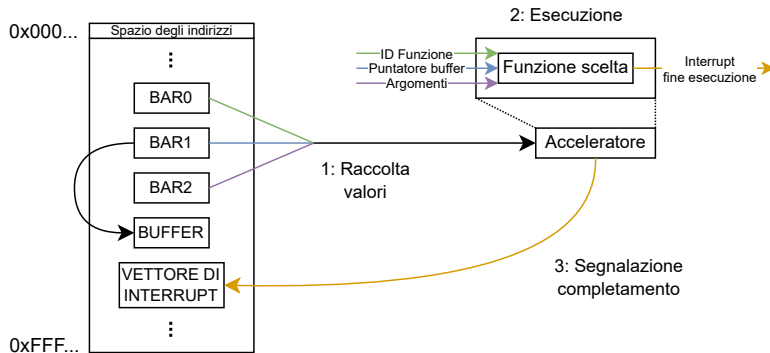 0x000...
Spazio degli indirizzi
BAR0
BAR1
BAR2
BUFFER
VETTORE DI
INTERRUPT
0xFFF...
1: Raccolta
valori
2: Esecuzione
ID Funzione
Puntatore buffer
Argomenti
Funzione scelta
Interrupt
fine esecuzione
Acceleratore
3: Segnalazione
completamento